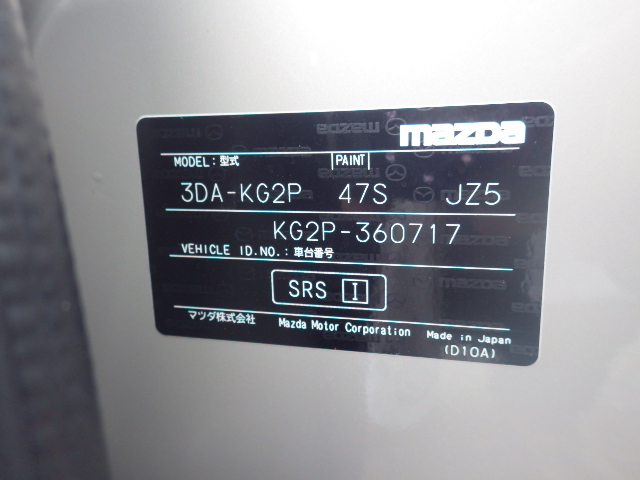 mazda
MODEL: 型式 PAINT
3DA-KG2P 47S JZ5
KG2P-360717
VEHICLE ID.NO.: 車台番号
SRS I
マツダ株式会社 Mazda Motor Corporation Made in Japan
(D10A)